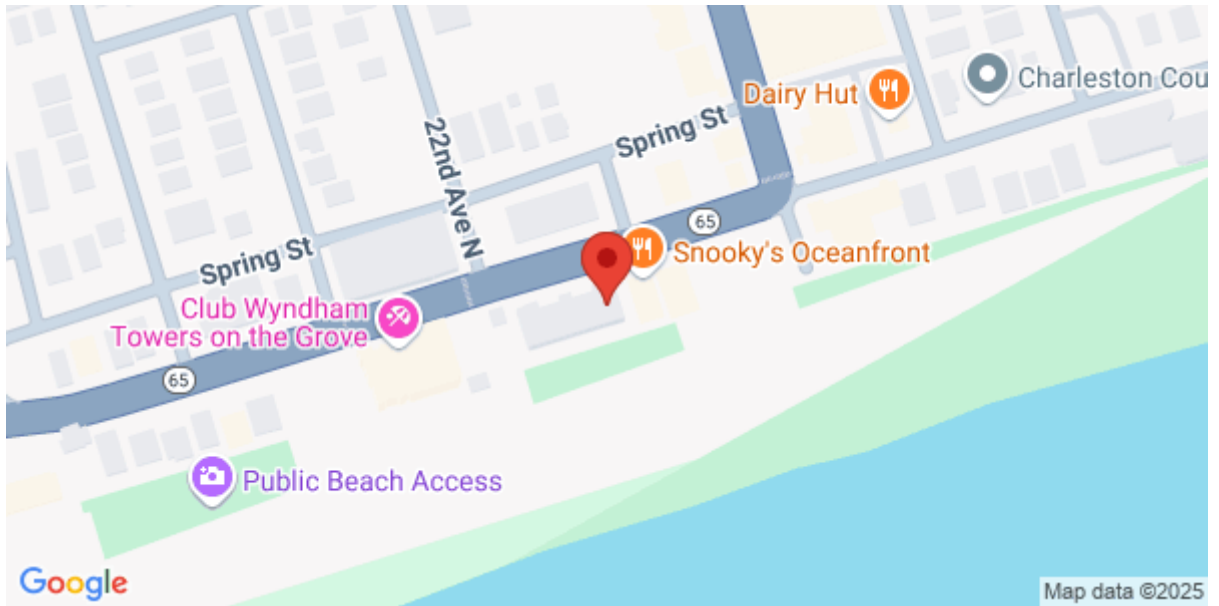 Dairy Hut
Charleston Cou
Spring St
22nd Ave N
65
Snooky's Oceanfront
Spring St
Club Wyndham
Towers on the Grove
65
Public Beach Access
Google
Map data ©2025